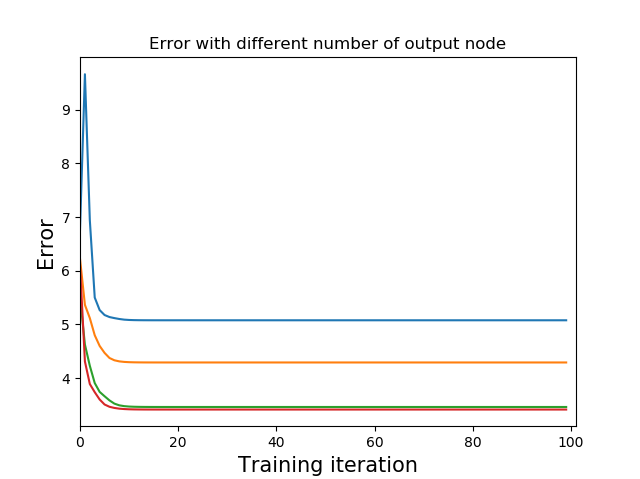 Error with different number of output node
9
8
7
6
5
4
Error
0 20 40 60 80 100
Training iteration